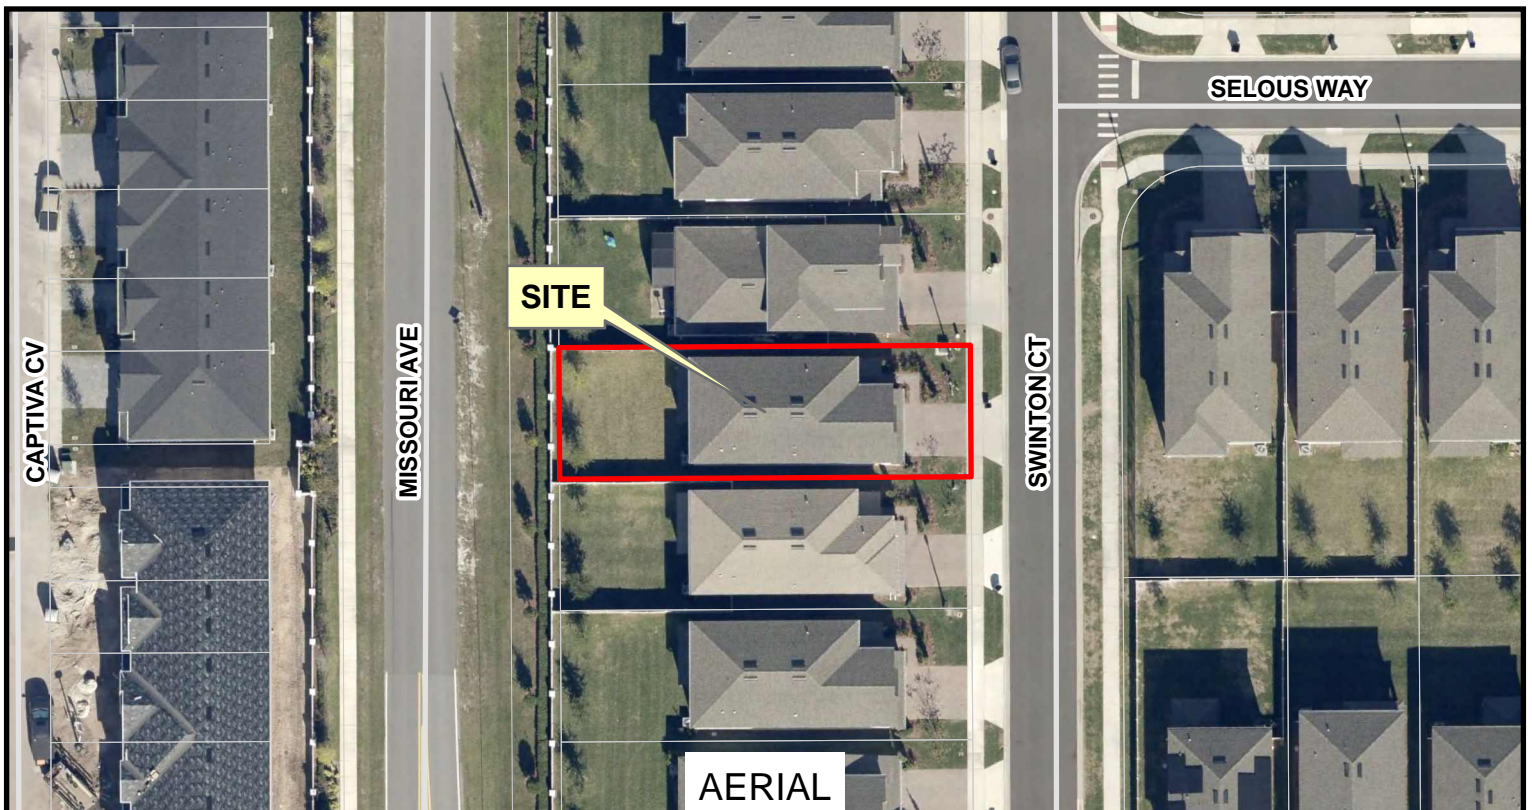 SELOUS WAY
SITE
CAPTIVA CV
MISSOURI AVE
SWINTON CT
AERIAL